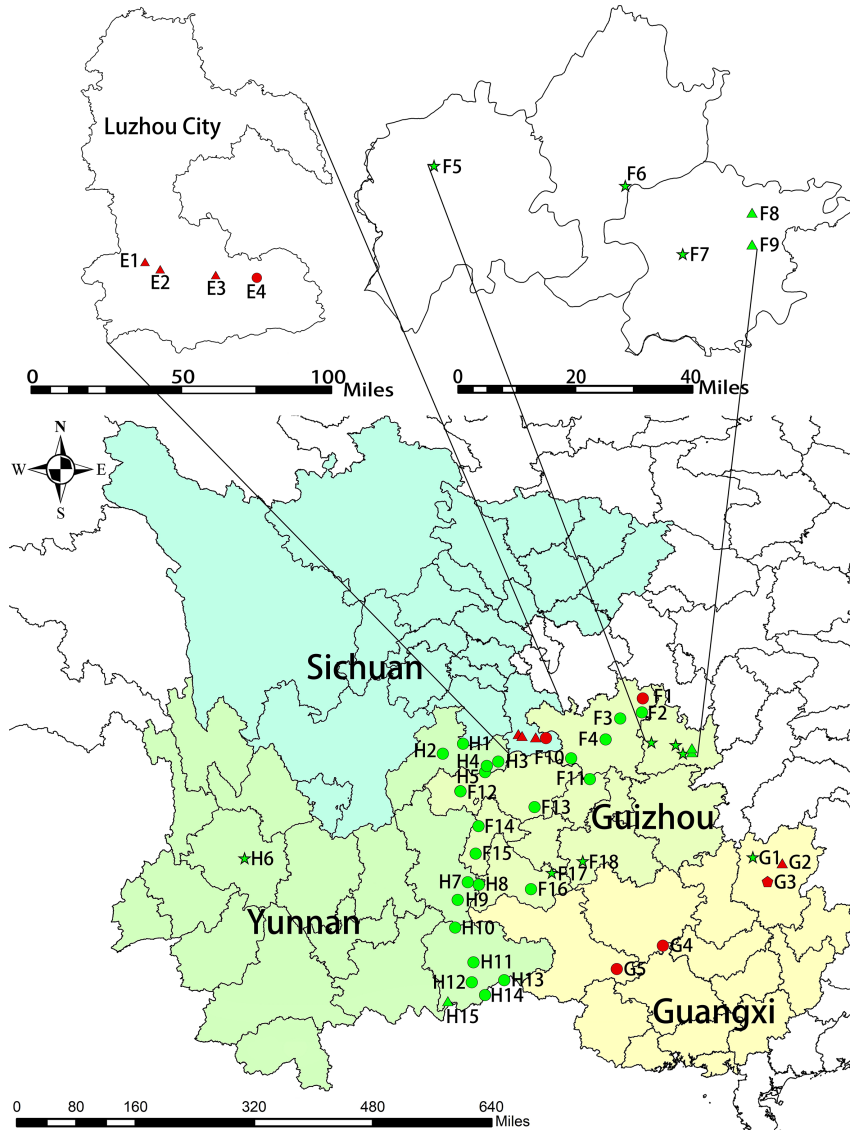 Luzhou City
E1
E2
E3
E4
F5
F6
F7
F8
F9
0 50 100 Miles
0 20 40 Miles
N
W E
S
Sichuan
F1
F2
F3
F4
H1
H2
H3
H4
H5
F10
F11
F12
F13
Guizhou
F14
F15
F18
F17
F16
H6
H7
H8
H9
G1
G2
G3
Yunnan
H10
G4
H11
G5
H12
H13
H14
Guangxi
H15
0 80 160 320 480 640
Miles